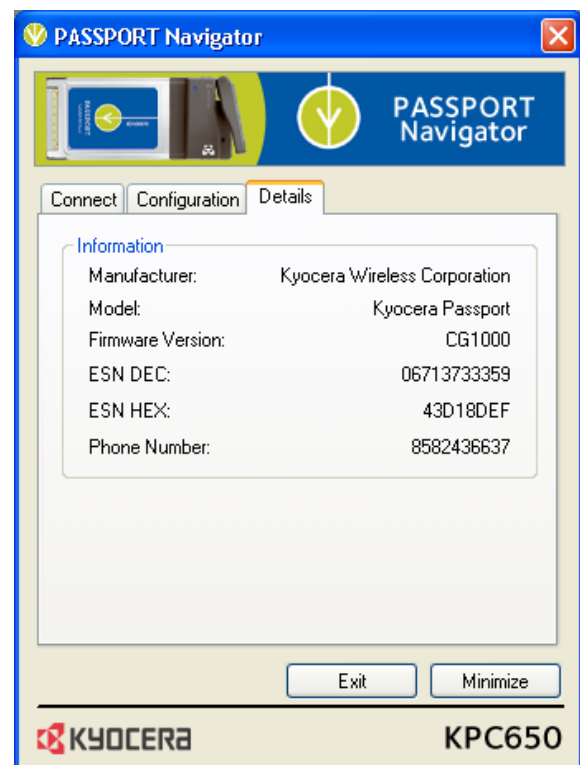 PASSPORT Navigator
PASSPORT
Navigator
Connect Configuration Details
Information
Manufacturer: Kyocera Wireless Corporation
Model: Kyocera Passport
Firmware Version: CG1000
ESN DEC: 06713733359
ESN HEX: 43D18DEF
Phone Number: 8582436637
Exit Minimize
KYOCERA KPC650